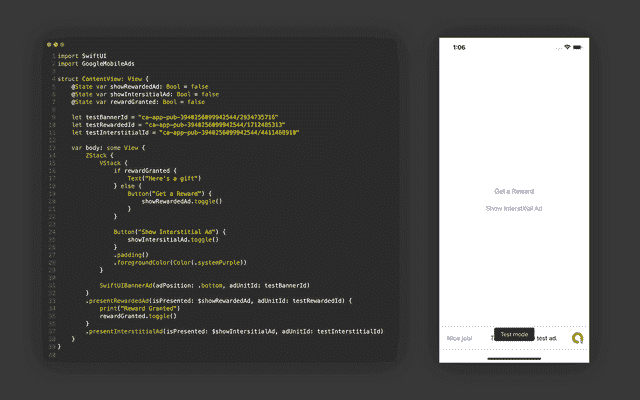 import SwiftUI
import GoogleMobileAds
struct ContentView: View {
@State var showRewardedAd: Bool = false
@State var showIntersitialAd: Bool = false
@State var rewardGranted: Bool = false
let testBannerId = "ca-app-pub-3940256099942544/2934735716"
let testRewardedId = "ca-app-pub-3940256099942544/1712485313"
let testInterstitialId = "ca-app-pub-3940256099942544/4411468910"
var body: some View {
ZStack {
VStack {
if rewardGranted {
Text("Here's a gift")
} else {
Button("Get a Reward") {
showRewardedAd.toggle()
}
}
Button("Show Interstitial Ad") {
showIntersitialAd.toggle()
}
.padding()
.foregroundColor(Color(.systemPurple))
}
SwiftUIBannerAd(adPosition: .bottom, adUnitId: testBannerId)
}
.presentRewardedAd(isPresented: $showRewardedAd, adUnitId: testRewardedId) {
print("Reward Granted")
rewardGranted.toggle()
}
.presentInterstitialAd(isPresented: $showIntersitialAd, adUnitId: testInterstitialId)
}
}
1:06
Get a Reward
Show Interstitial Ad
Test mode
Nice job!
test ad.